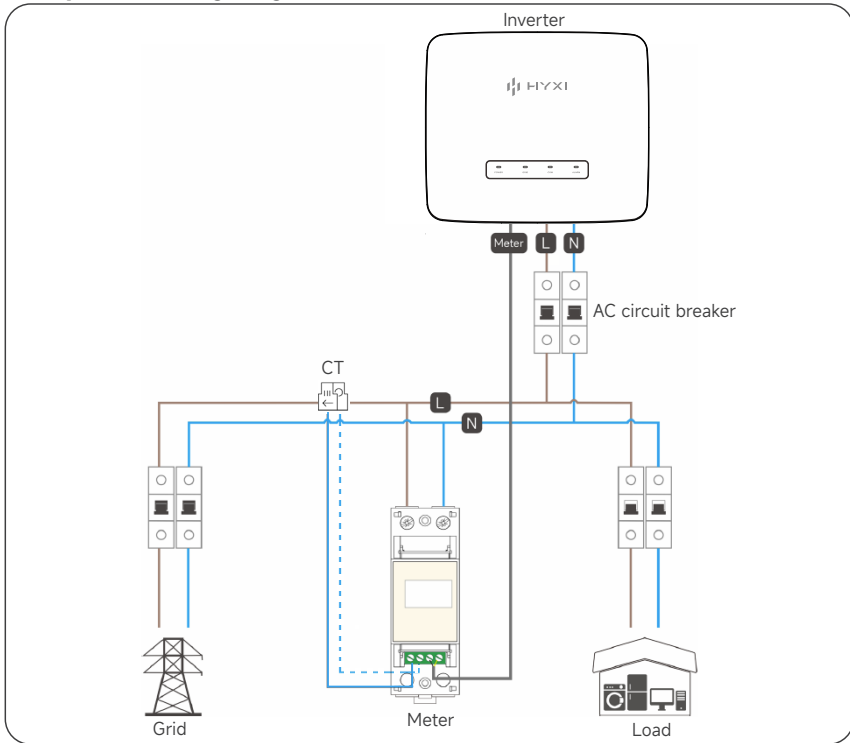 Inverter
HYXI
Meter
L
N
AC circuit breaker
CT
L
N
Grid
Meter
Load